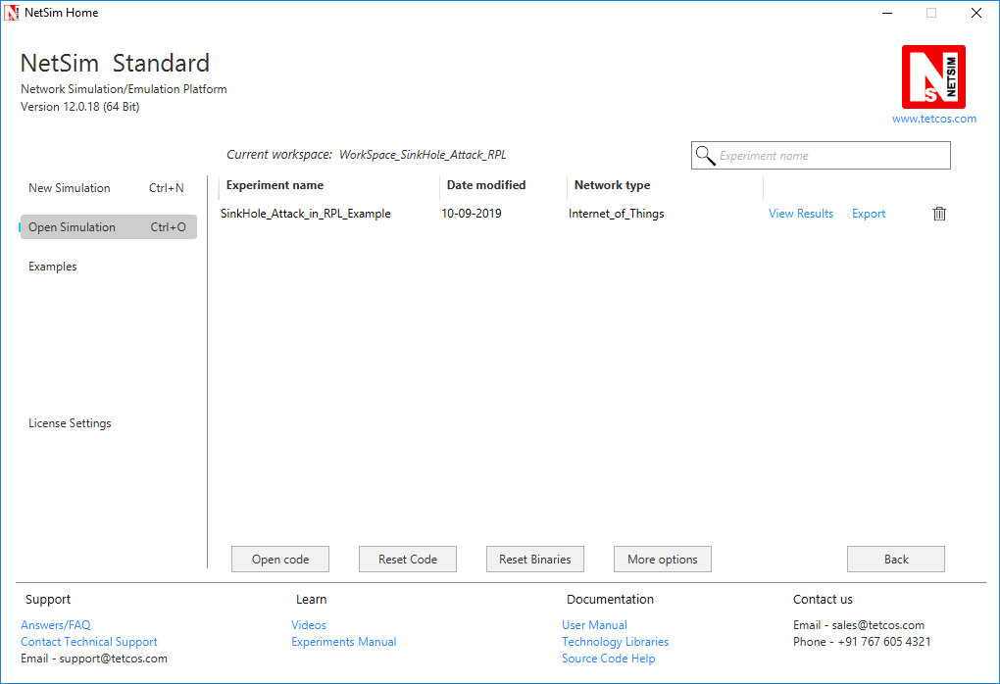 NetSim Home
NetSim Standard
Network Simulation/Emulation Platform
Version 12.0.18 (64 Bit)
NS NETSIM
www.tetcos.com
Current workspace: WorkSpace_SinkHole_Attack_RPL
Experiment name
New Simulation Ctrl+N
Open Simulation Ctrl+O
Examples
License Settings
Experiment name Date modified Network type
SinkHole_Attack_in_RPL_Example 10-09-2019 Internet_of_Things View Results Export
Open code Reset Code Reset Binaries More options Back
Support
Answers/FAQ
Contact Technical Support
Email - support@tetcos.com
Learn
Videos
Experiments Manual
Documentation
User Manual
Technology Libraries
Source Code Help
Contact us
Email - sales@tetcos.com
Phone - +91 767 605 4321